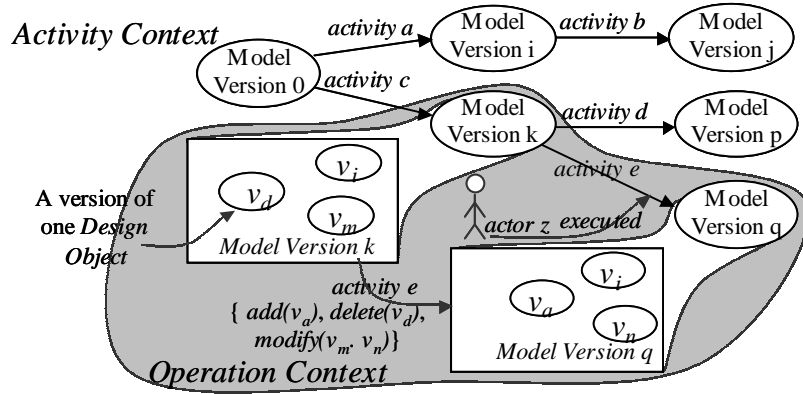 Activity Context
activity a
activity b
Model
Version 0
Model
Version i
Model
Version j
activity c
Model
Version k
activity d
Model
Version p
activity e
Model
Version q
A version of
one Design
Object
v_d
v_i
v_m
Model Version k
actor z executed
activity e
{ add(v_a), delete(v_d),
modify(v_m. v_n)}
v_i
v_a
v_n
Model Version q
Operation Context